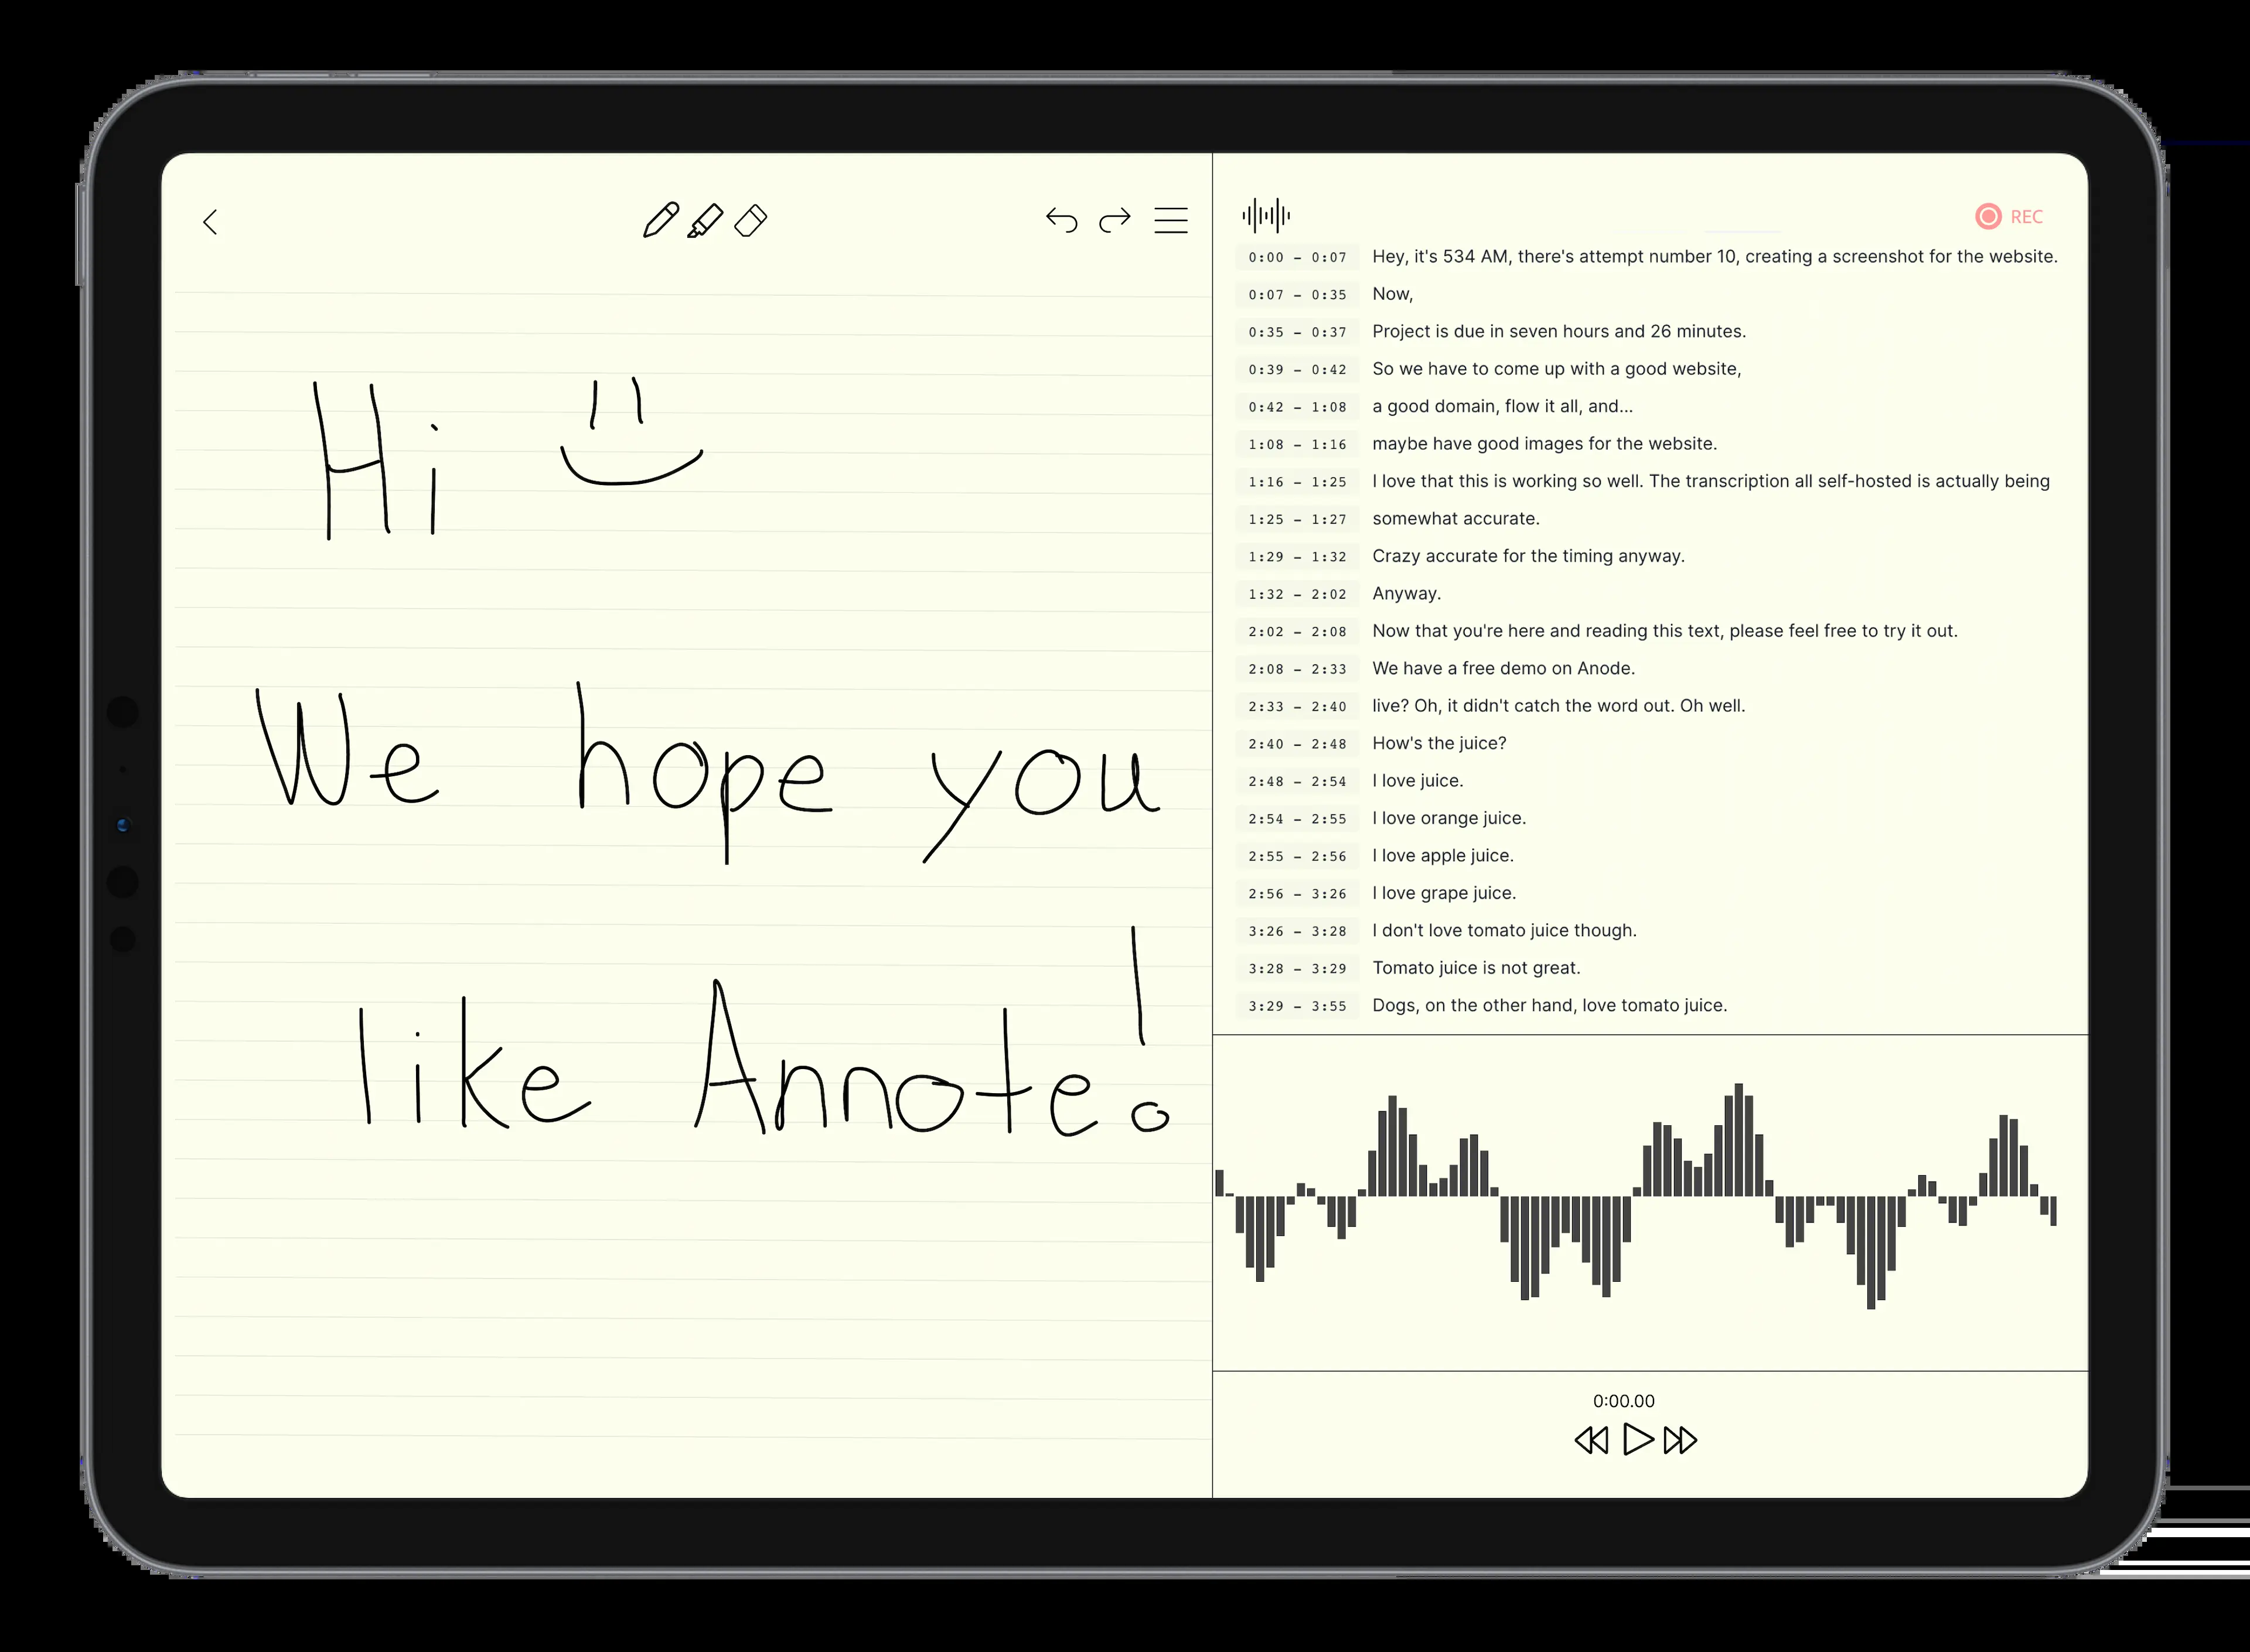 Hi
We hope you
like Annote!
REC
0:00 – 0:07 Hey, it's 534 AM, there's attempt number 10, creating a screenshot for the website.
0:07 – 0:35 Now,
0:35 – 0:37 Project is due in seven hours and 26 minutes.
0:39 – 0:42 So we have to come up with a good website,
0:42 – 1:08 a good domain, flow it all, and...
1:08 – 1:16 maybe have good images for the website.
1:16 – 1:25 I love that this is working so well. The transcription all self-hosted is actually being
1:25 – 1:27 somewhat accurate.
1:29 – 1:32 Crazy accurate for the timing anyway.
1:32 – 2:02 Anyway.
2:02 – 2:08 Now that you're here and reading this text, please feel free to try it out.
2:08 – 2:33 We have a free demo on Anode.
2:33 – 2:40 live? Oh, it didn't catch the word out. Oh well.
2:40 – 2:48 How's the juice?
2:48 – 2:54 I love juice.
2:54 – 2:55 I love orange juice.
2:55 – 2:56 I love apple juice.
2:56 – 3:26 I love grape juice.
3:26 – 3:28 I don't love tomato juice though.
3:28 – 3:29 Tomato juice is not great.
3:29 – 3:55 Dogs, on the other hand, love tomato juice.
0:00.00